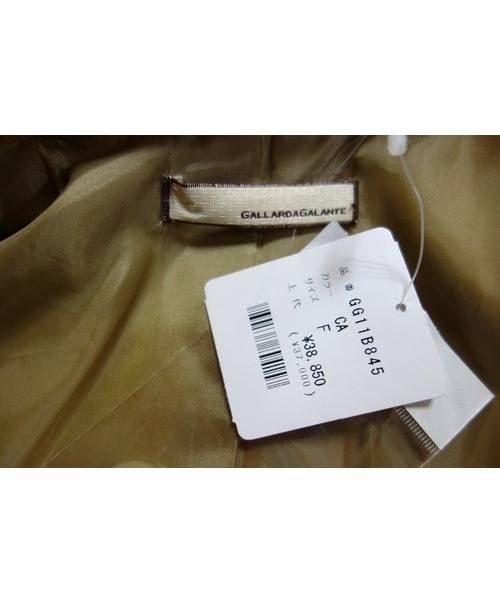 GALLARDAGALANTE
品番 GG11B845
カラー CA
サイズ F
上代 ¥38,850
(¥37,000)